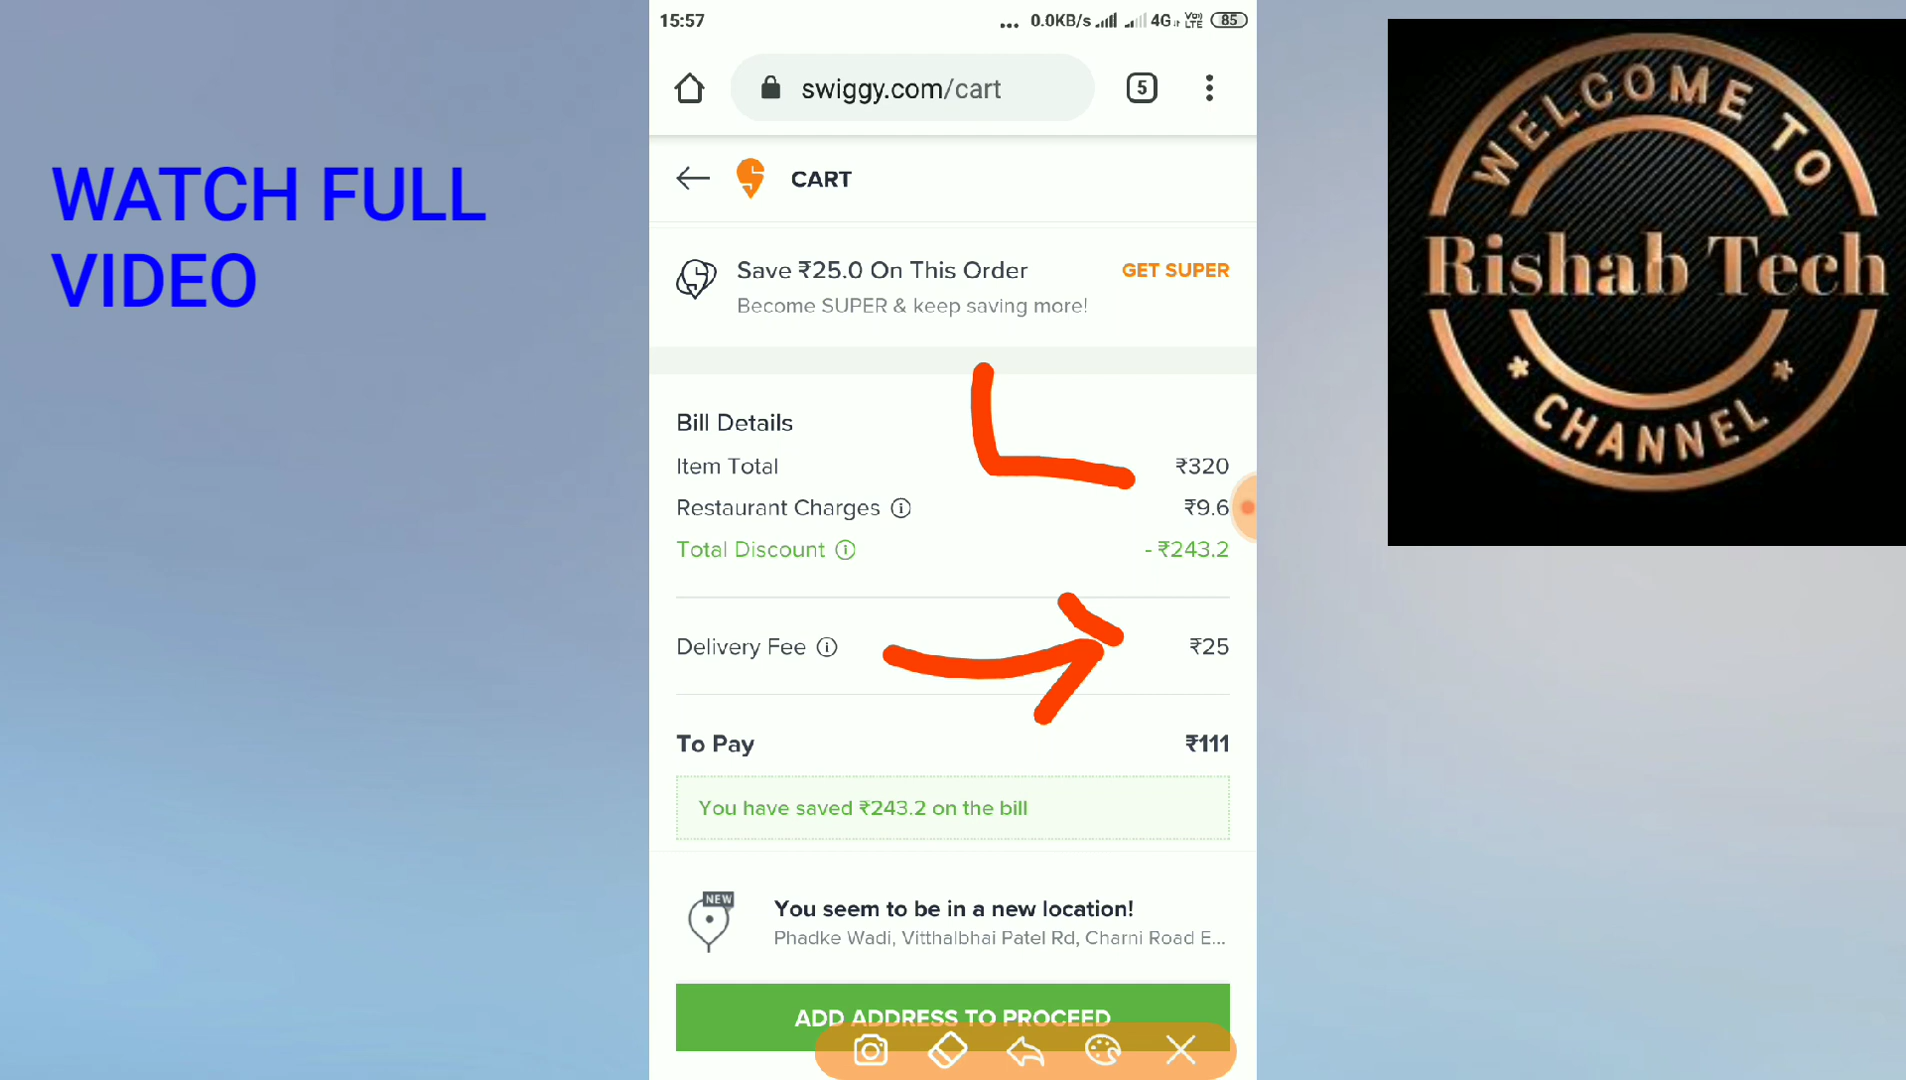 15:57
... 0.0KB/s 4G Vo) LTE 85
swiggy.com/cart
5
CART
Save ₹25.0 On This Order
GET SUPER
Become SUPER & keep saving more!
Bill Details
Item Total ₹320
Restaurant Charges ₹9.6
Total Discount - ₹243.2
Delivery Fee ₹25
To Pay ₹111
You have saved ₹243.2 on the bill
NEW
You seem to be in a new location!
Phadke Wadi, Vitthalbhai Patel Rd, Charni Road E...
ADD ADDRESS TO PROCEED
WATCH FULL
VIDEO
WELCOME TO
Rishab Tech
* CHANNEL *